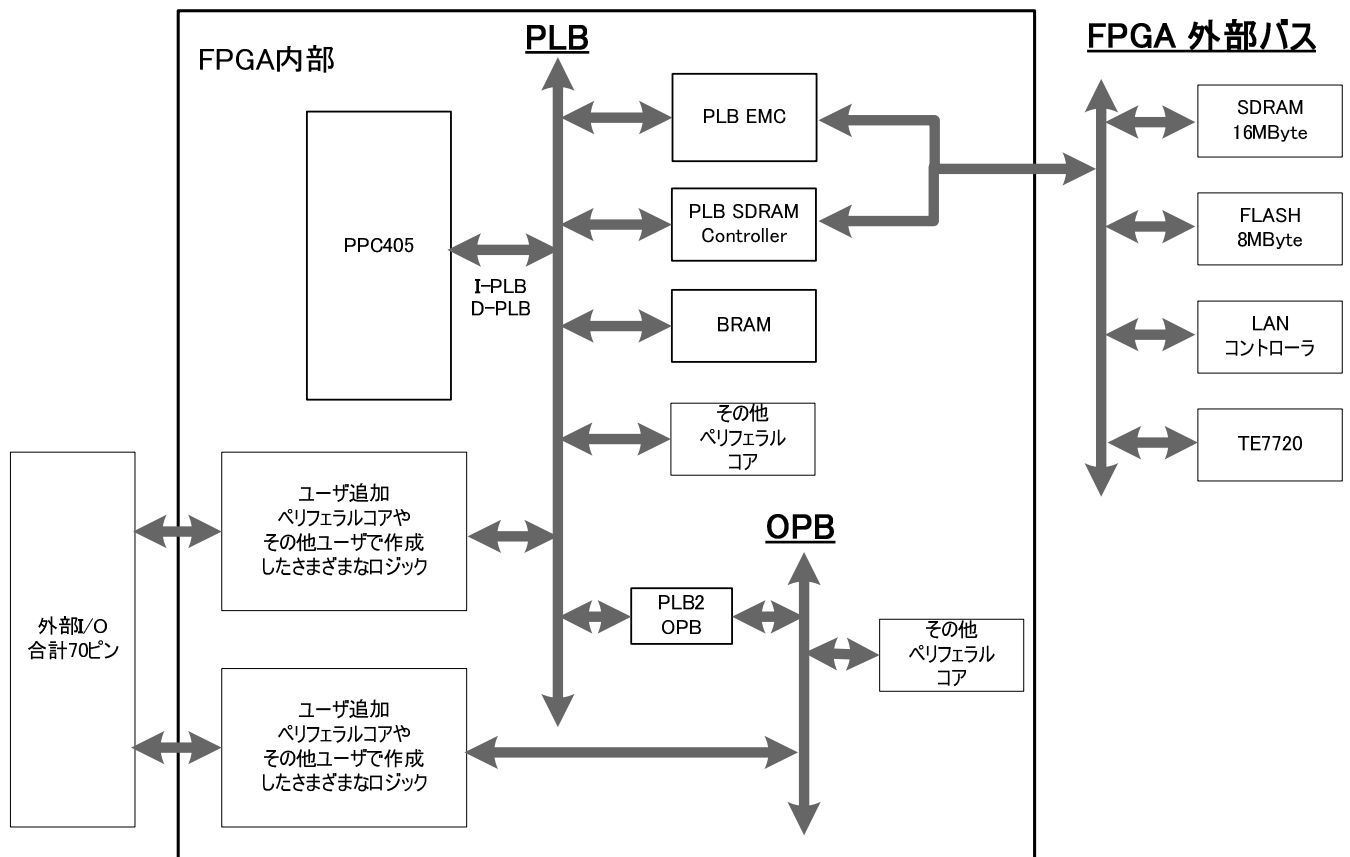 FPGA内部
PLB
FPGA 外部バス
PPC405
I-PLB
D-PLB
PLB EMC
PLB SDRAM
Controller
BRAM
その他
ペリフェラル
コア
SDRAM
16MByte
FLASH
8MByte
LAN
コントローラ
TE7720
外部I/O
合計70ピン
ユーザ追加
ペリフェラルコアや
その他ユーザで作成
したさまざまなロジック
OPB
PLB2
OPB
その他
ペリフェラル
コア
ユーザ追加
ペリフェラルコアや
その他ユーザで作成
したさまざまなロジック